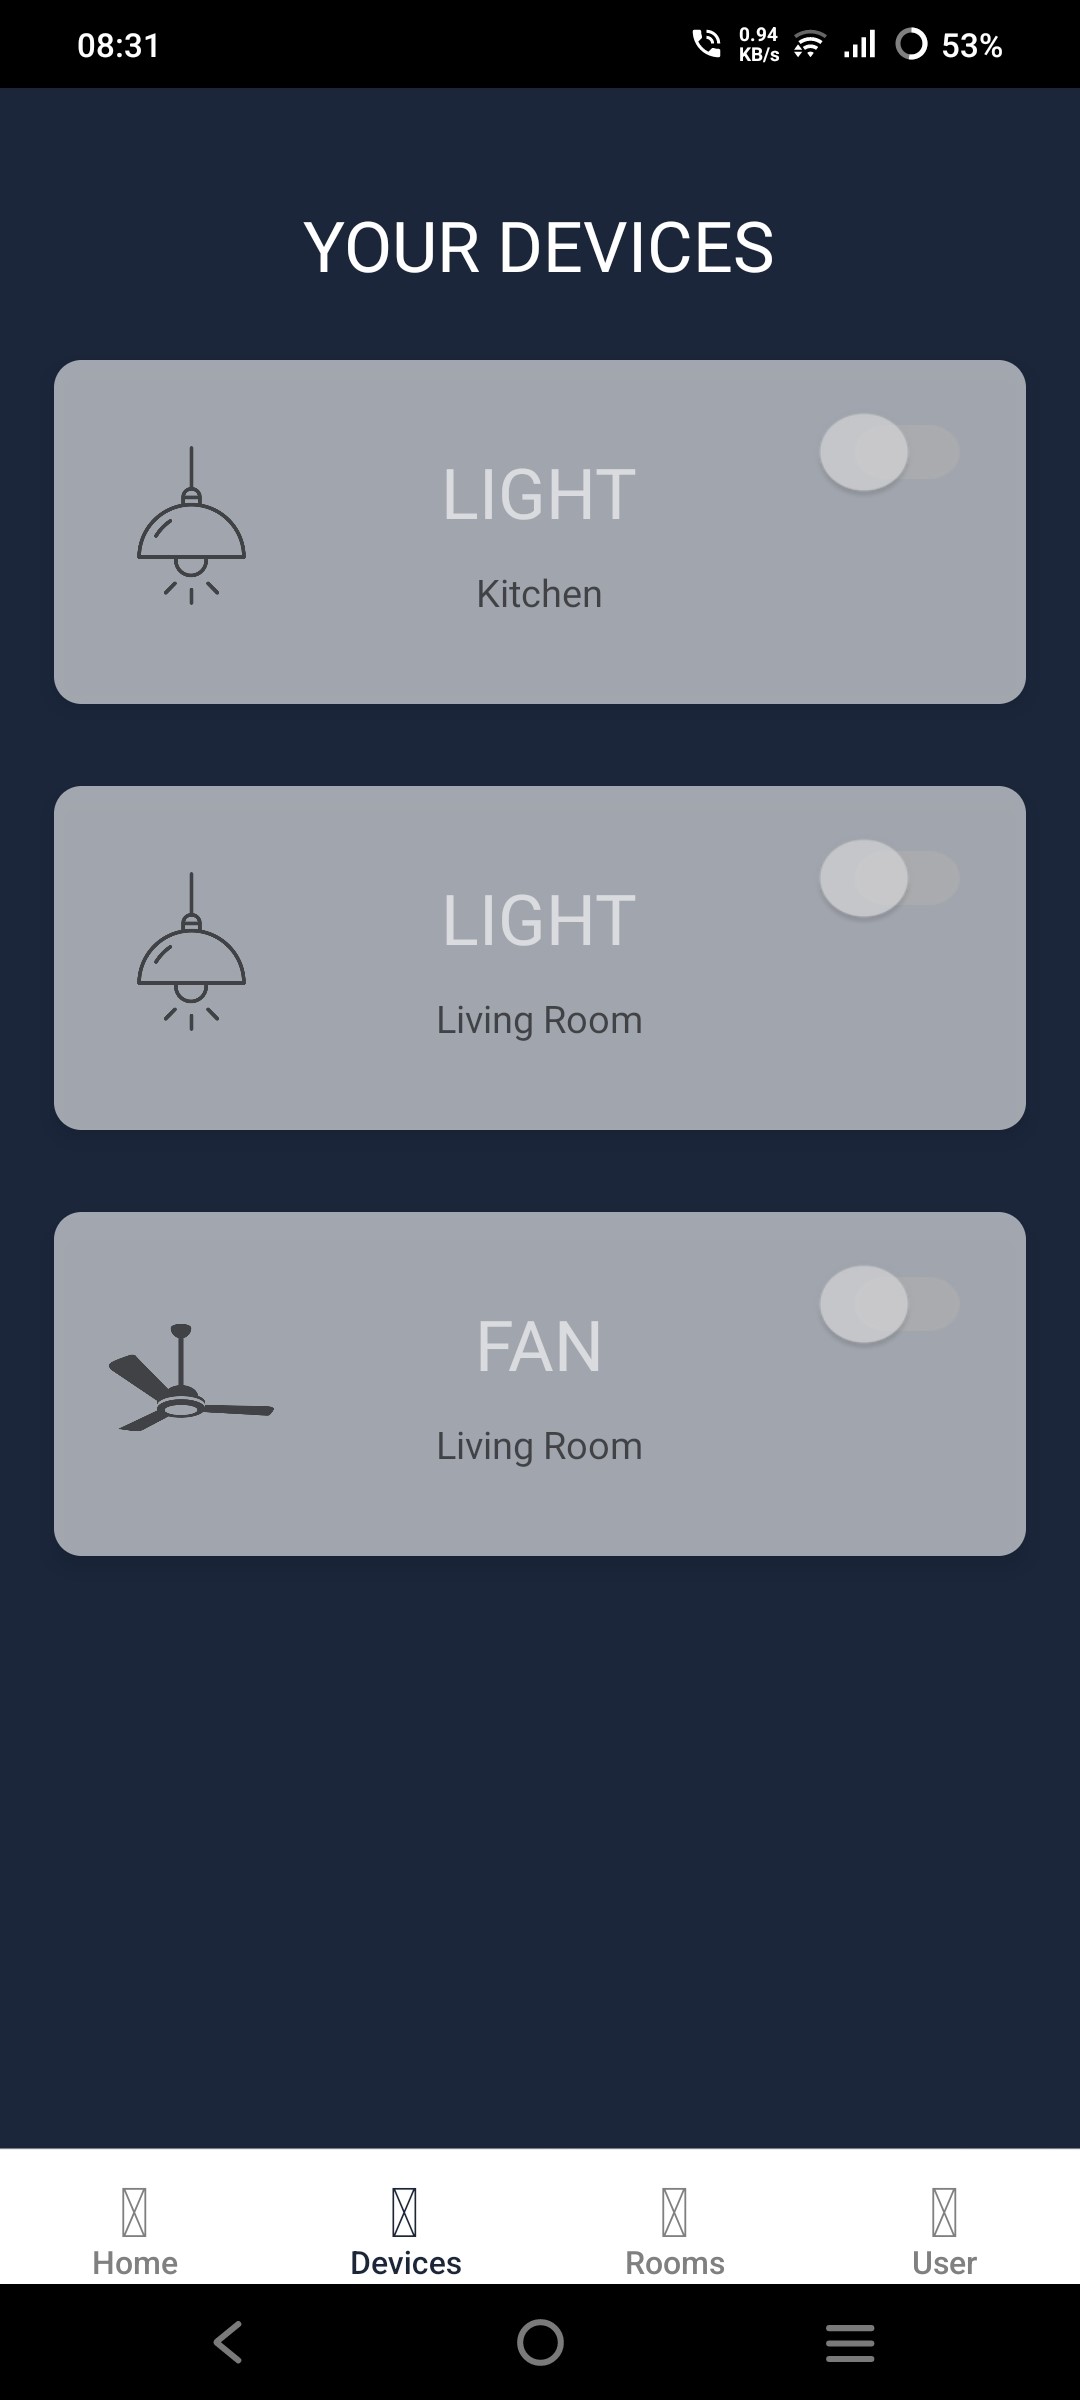 08:31
0.94
KB/s
53%
YOUR DEVICES
LIGHT
Kitchen
LIGHT
Living Room
FAN
Living Room
Home
Devices
Rooms
User